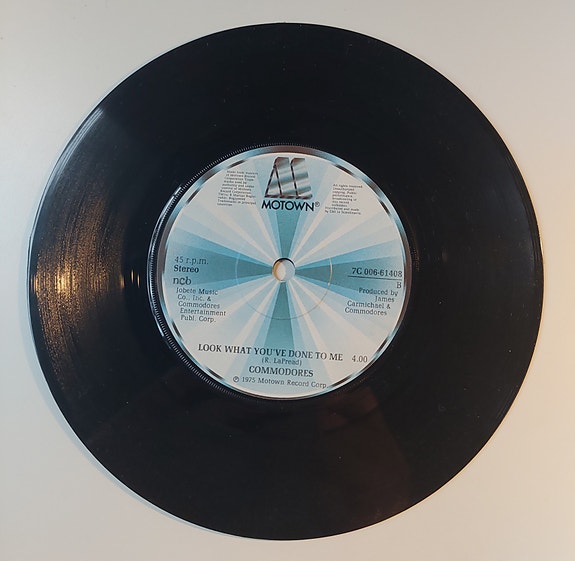 MOTOWN®
45 r.p.m.
Stereo
ncb
Jobete Music
Co., Inc. &
Commodores
Entertainment
Publ. Corp.
7C 006-61408
B
Produced by
James
Carmichael &
Commodores
LOOK WHAT YOU'VE DONE TO ME 4.00
(R. LaPread)
COMMODORES
℗ 1975 Motown Record Corp.